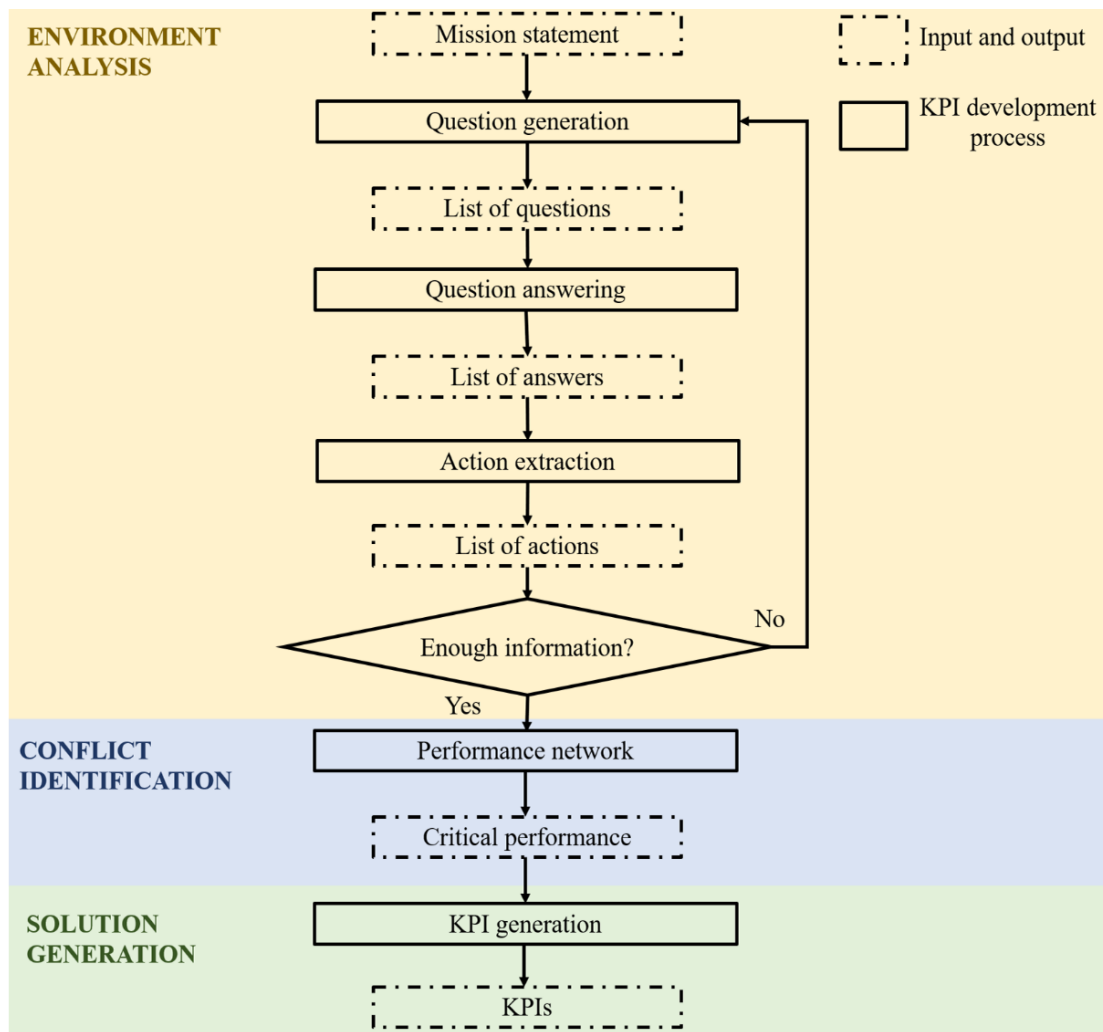 ENVIRONMENT
ANALYSIS
Mission statement
Input and output
Question generation
KPI development
process
List of questions
Question answering
List of answers
Action extraction
List of actions
Enough information?
No
Yes
CONFLICT
IDENTIFICATION
Performance network
Critical performance
SOLUTION
GENERATION
KPI generation
KPIs